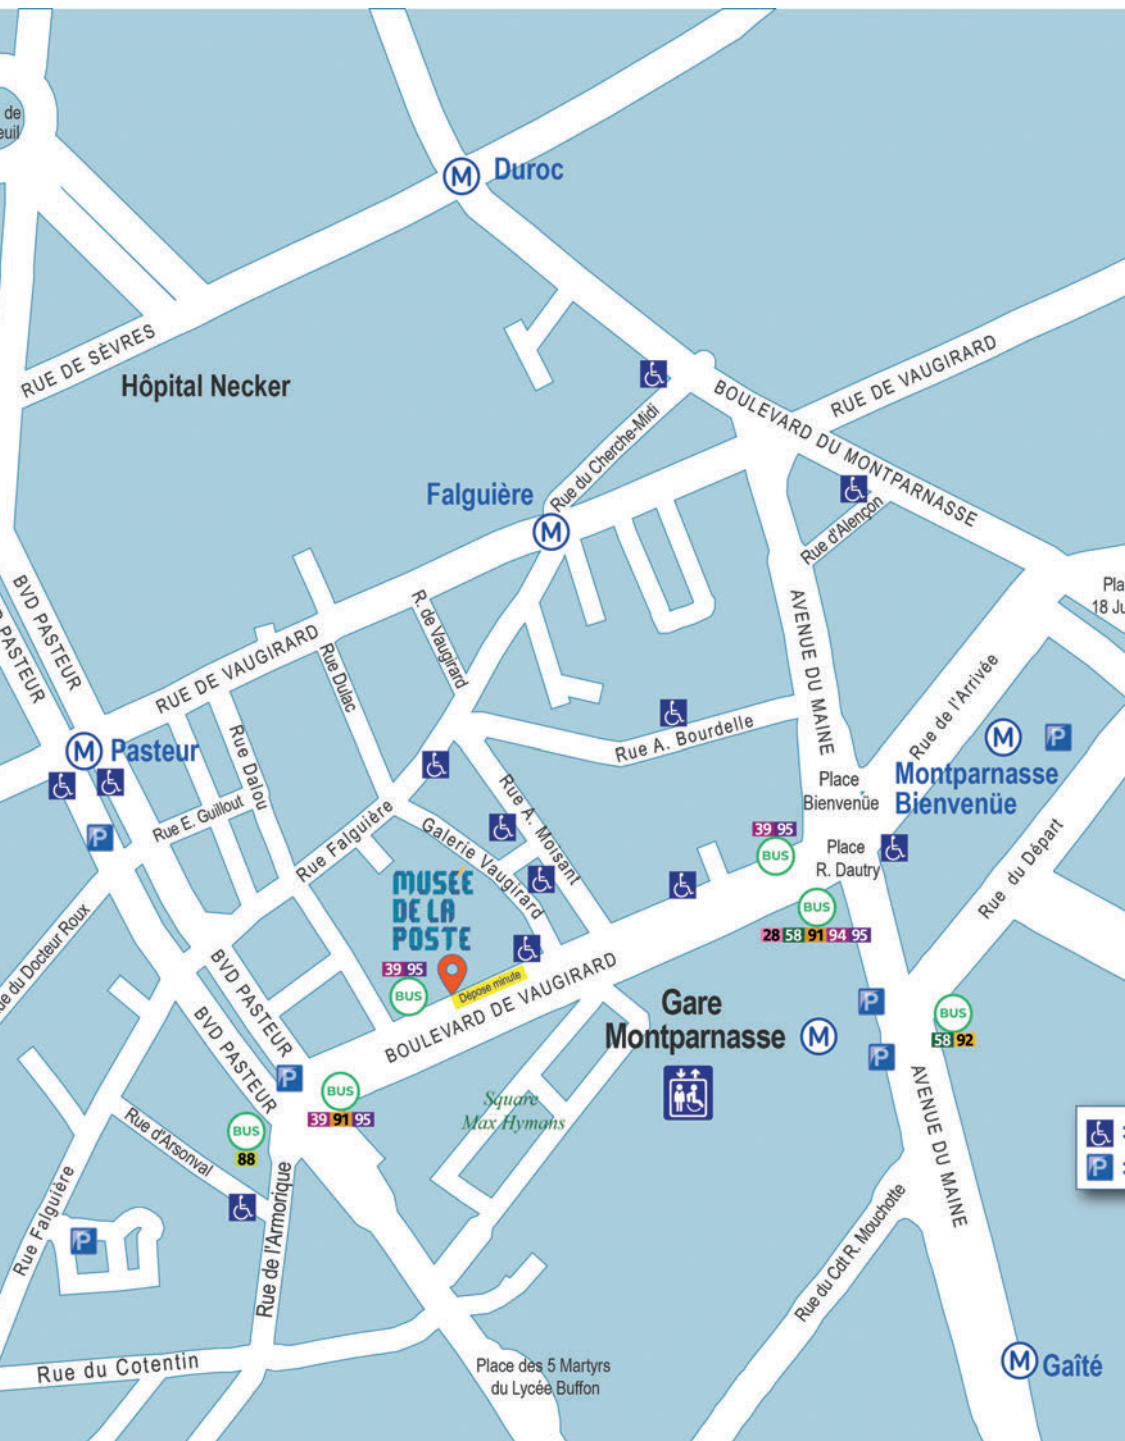 de
M
Duroc
RUE DE SÈVRES
Hôpital Necker
RUE DE VAUGIRARD
BOULEVARD DU MONTPARNASSE
Rue du Cherche-Midi
Falguière
M
Rue d'Alençon
BVD PASTEUR
PASTEUR
R. de Vaugirard
AVENUE DU MAINE
RUE DE VAUGIRARD
Rue Dulac
Rue de l'Arrivée
Rue A. Bourdelle
M
Pasteur
Rue Dalou
M
P
Montparnasse
Bienvenüe
Place
Bienvenüe
Rue E. Guillout
P
Rue Falguière
Rue A. Moisant
Galerie Vaugirard
39 95
BUS
Place
R. Dautry
Rue du Départ
MUSÉE
DE LA
POSTE
BUS
28 58 91 94 95
du Docteur Roux
39 95
BUS
Dépose minute
BOULEVARD DE VAUGIRARD
BVD PASTEUR
BVD PASTEUR
Gare
Montparnasse
M
P
P
BUS
58 92
P
BUS
39 91 95
Square
Max Hymans
BUS
88
Rue d'Arsonval
AVENUE DU MAINE
P
Rue Falguière
P
Rue de l'Armorique
Rue du Cdt R. Mouchotte
Rue du Cotentin
Place des 5 Martyrs
du Lycée Buffon
M
Gaîté